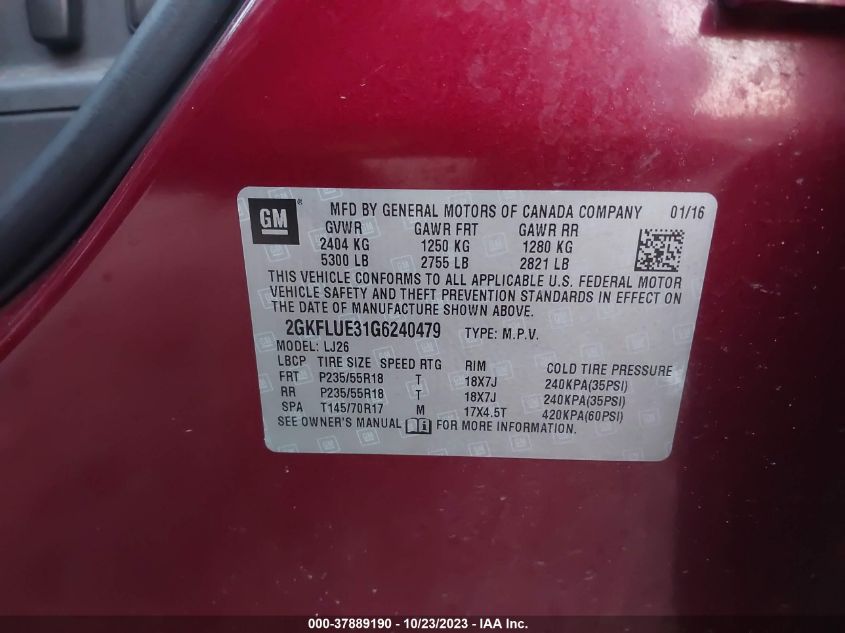 GM ®
MFD BY GENERAL MOTORS OF CANADA COMPANY 01/16
GVWR GAWR FRT GAWR RR
2404 KG 1250 KG 1280 KG
5300 LB 2755 LB 2821 LB
THIS VEHICLE CONFORMS TO ALL APPLICABLE U.S. FEDERAL MOTOR
VEHICLE SAFETY AND THEFT PREVENTION STANDARDS IN EFFECT ON
THE DATE OF MANUFACTURE SHOWN ABOVE.
2GKFLUE31G6240479 TYPE: M.P.V.
MODEL: LJ26
LBCP TIRE SIZE SPEED RTG RIM COLD TIRE PRESSURE
FRT P235/55R18 T 18X7J 240KPA(35PSI)
RR P235/55R18 T 18X7J 240KPA(35PSI)
SPA T145/70R17 M 17X4.5T 420KPA(60PSI)
SEE OWNER'S MANUAL FOR MORE INFORMATION.
000-37889190 - 10/23/2023 - IAA Inc.